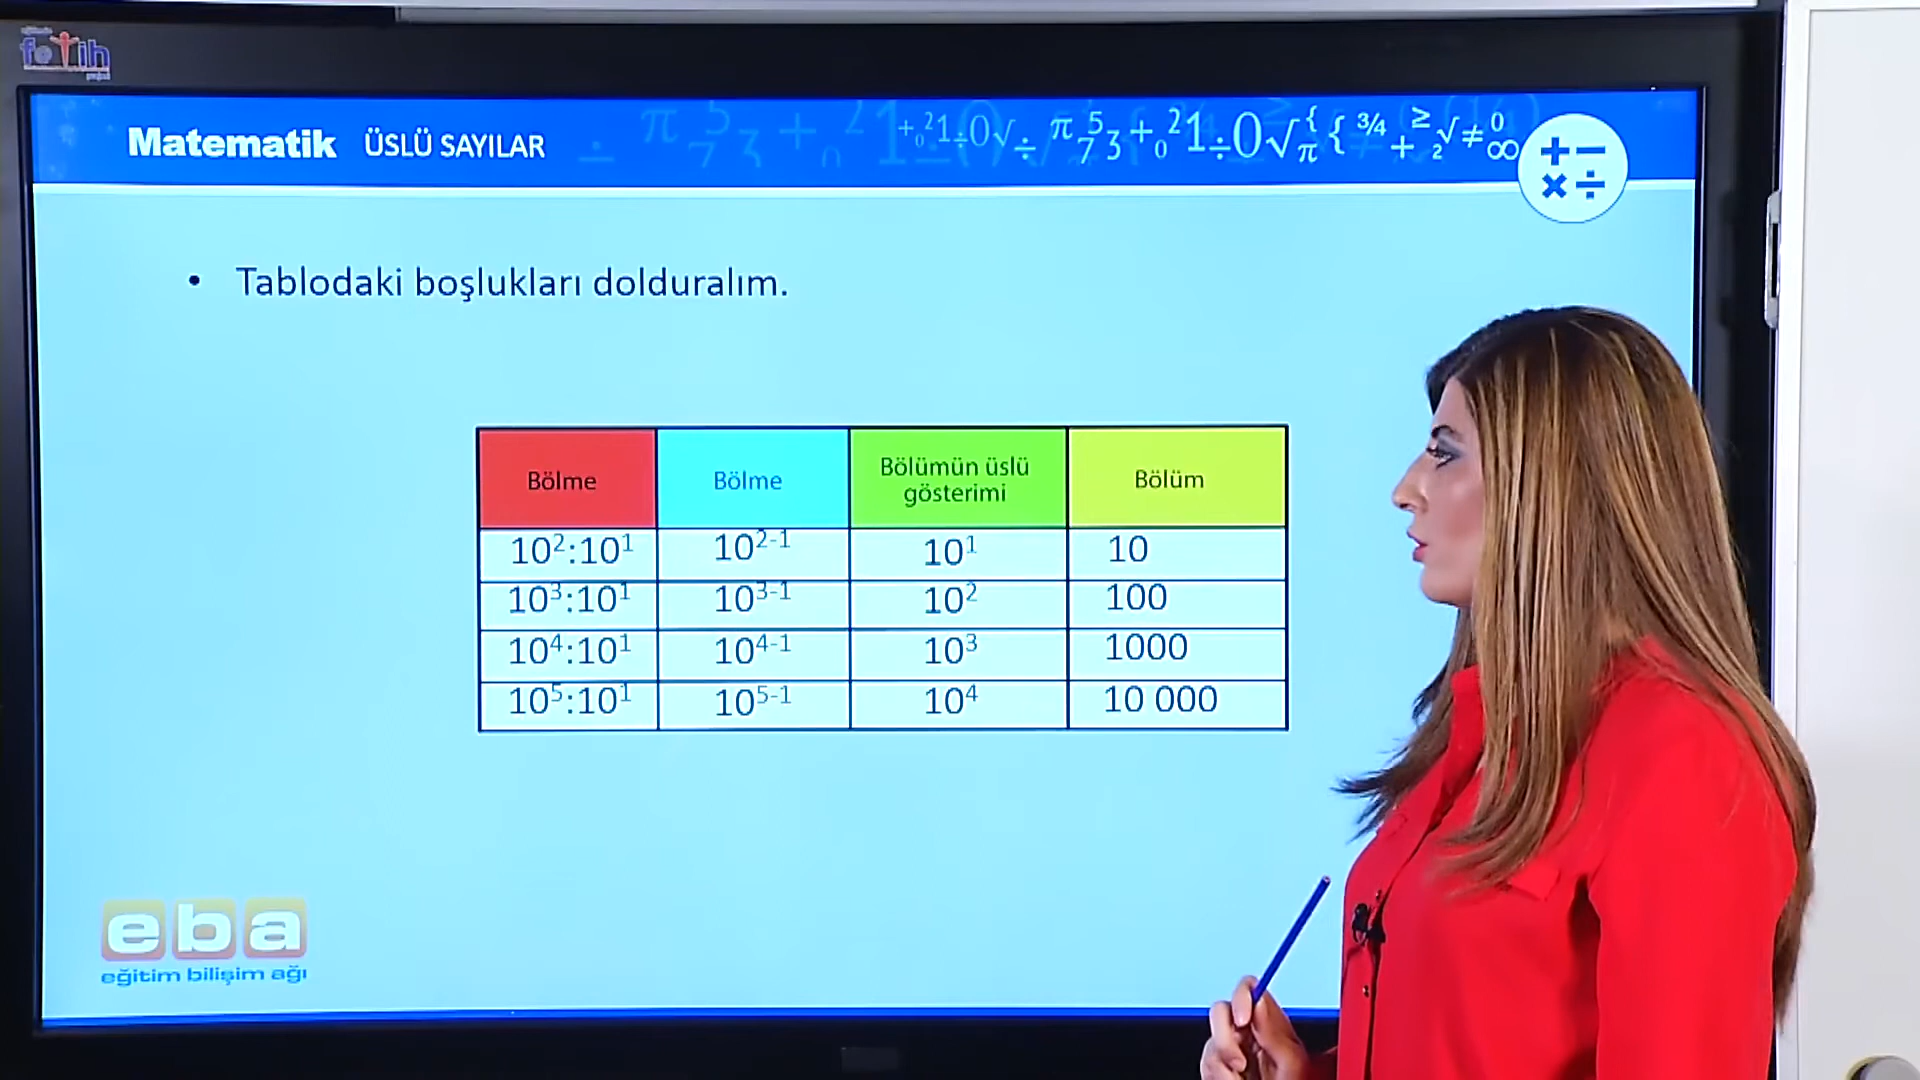 fatih
Matematik ÜSLÜ SAYILAR
• Tablodaki boşlukları dolduralım.
Bölme Bölme Bölümün üslü gösterimi Bölüm
10²:10¹ 10²⁻¹ 10¹ 10
10³:10¹ 10³⁻¹ 10² 100
10⁴:10¹ 10⁴⁻¹ 10³ 1000
10⁵:10¹ 10⁵⁻¹ 10⁴ 10 000
eba
eğitim bilişim ağı